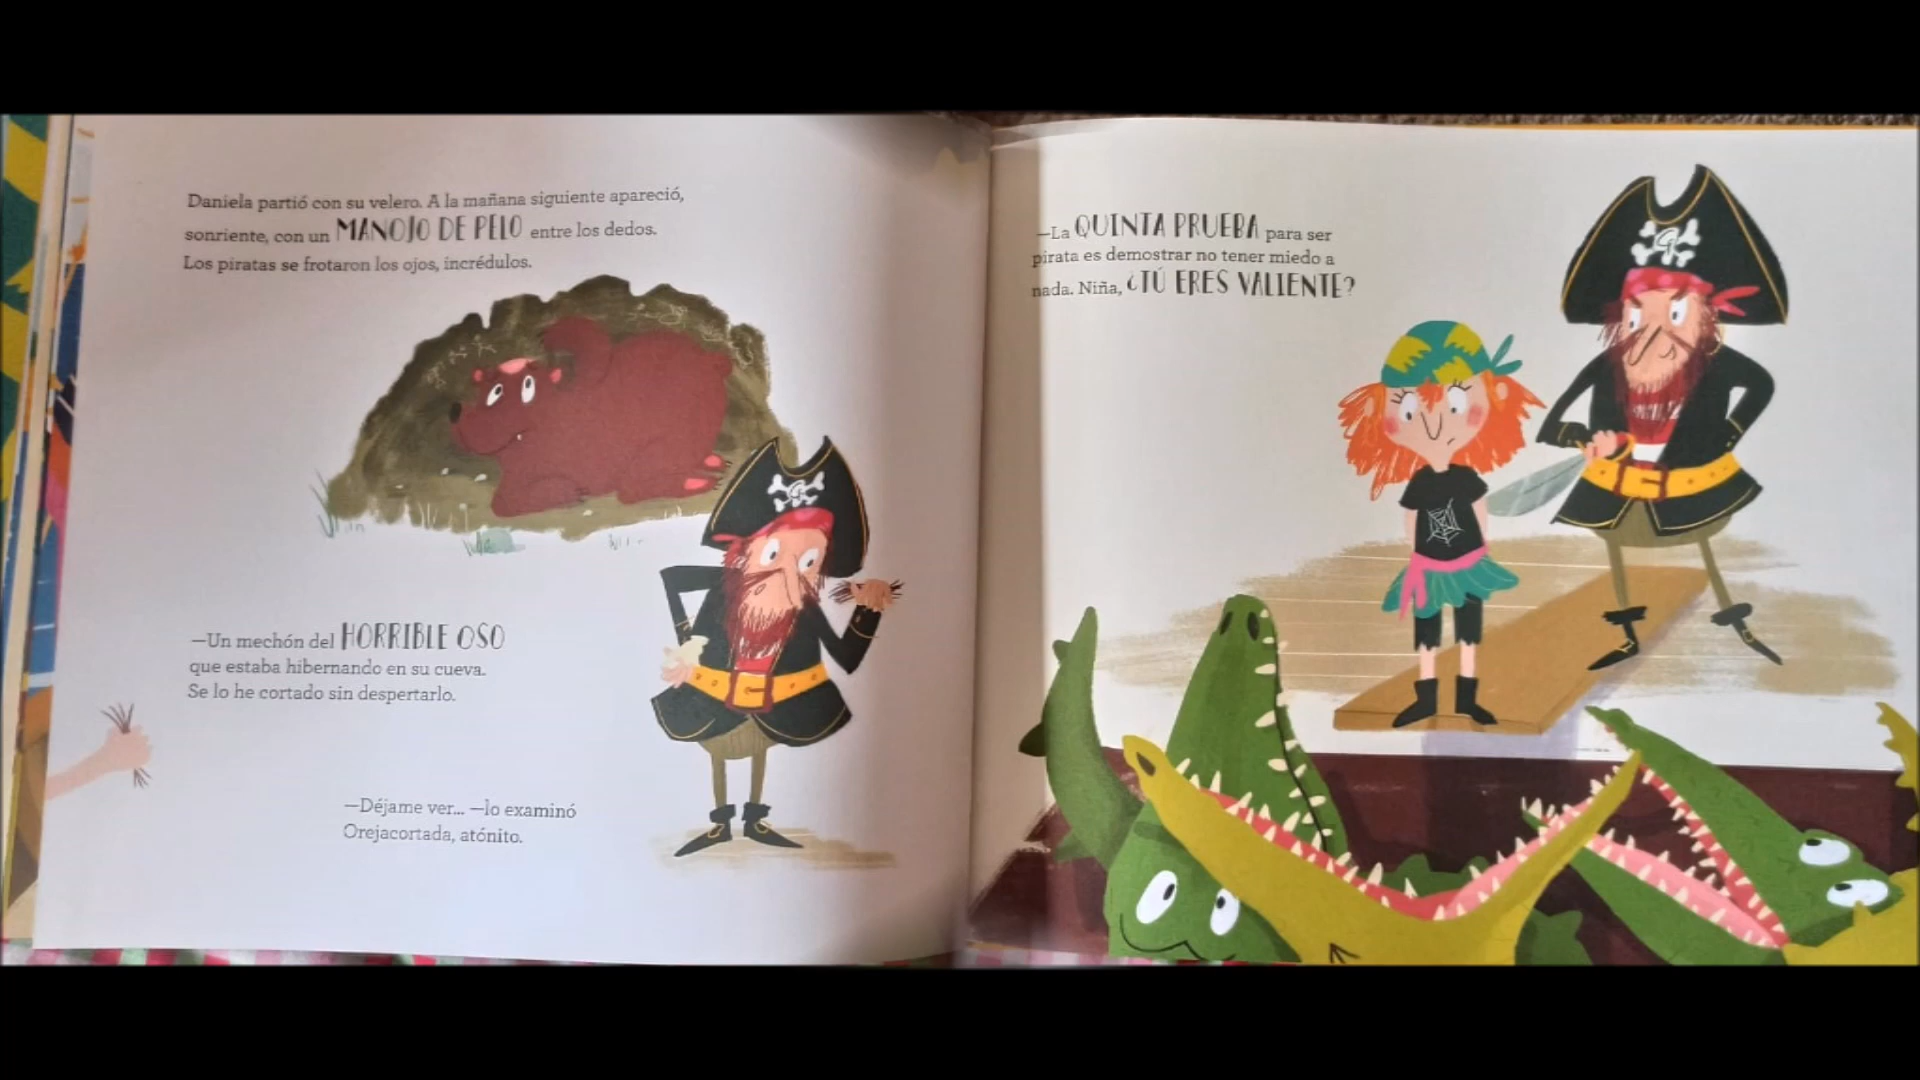 Daniela partió con su velero. A la mañana siguiente apareció,
sonriente, con un MANOJO DE PELO entre los dedos.
Los piratas se frotaron los ojos, incrédulos.
—Un mechón del HORRIBLE OSO
que estaba hibernando en su cueva.
Se lo he cortado sin despertarlo.
—Déjame ver... —lo examinó
Orejacortada, atónito.
—La QUINTA PRUEBA para ser
pirata es demostrar no tener miedo a
nada. Niña, ¿TÚ ERES VALIENTE?